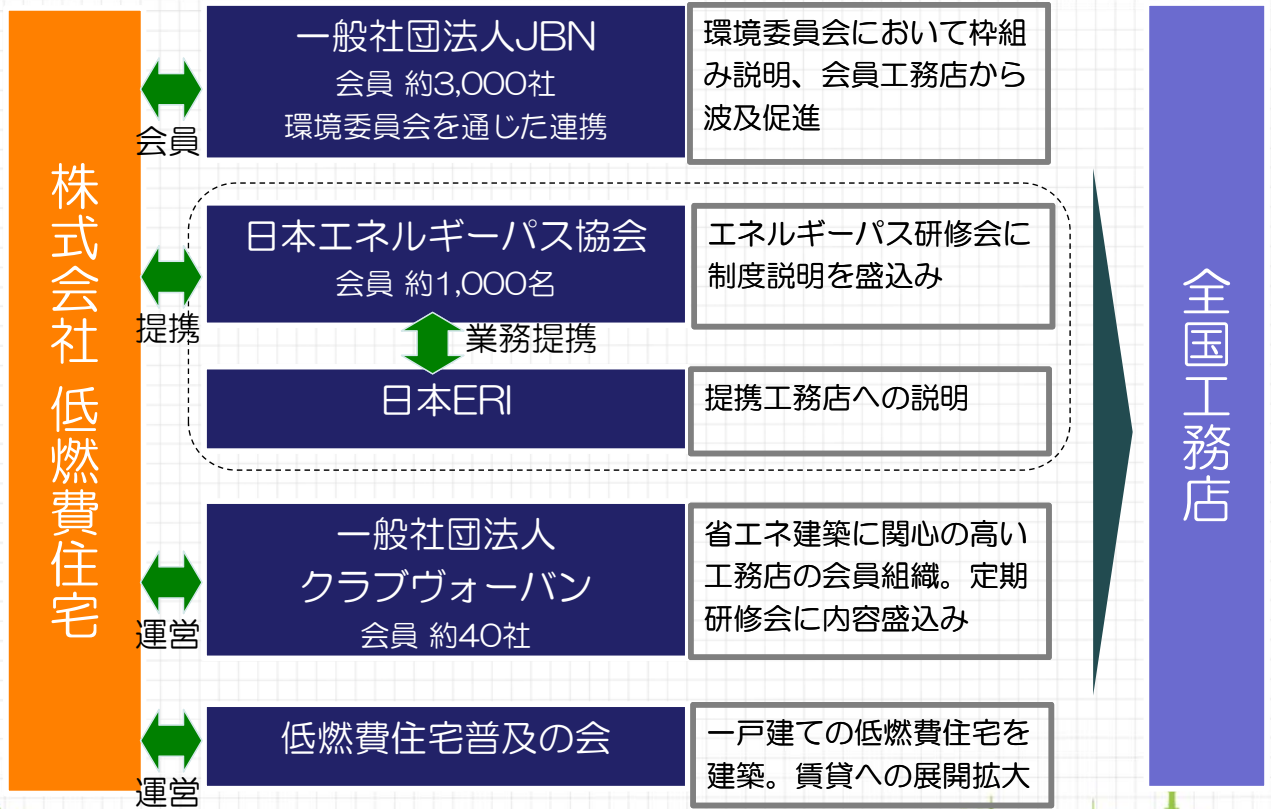 株式会社 低燃費住宅
一般社団法人JBN
会員 約3,000社
環境委員会を通じた連携
会員
環境委員会において枠組
み説明、会員工務店から
波及促進
日本エネルギーパス協会
会員 約1,000名
提携
エネルギーパス研修会に
制度説明を盛込み
業務提携
日本ERI
提携工務店への説明
一般社団法人
クラブヴォーバン
会員 約40社
運営
省エネ建築に関心の高い
工務店の会員組織。定期
研修会に内容盛込み
低燃費住宅普及の会
運営
一戸建ての低燃費住宅を
建築。賃貸への展開拡大
全国工務店